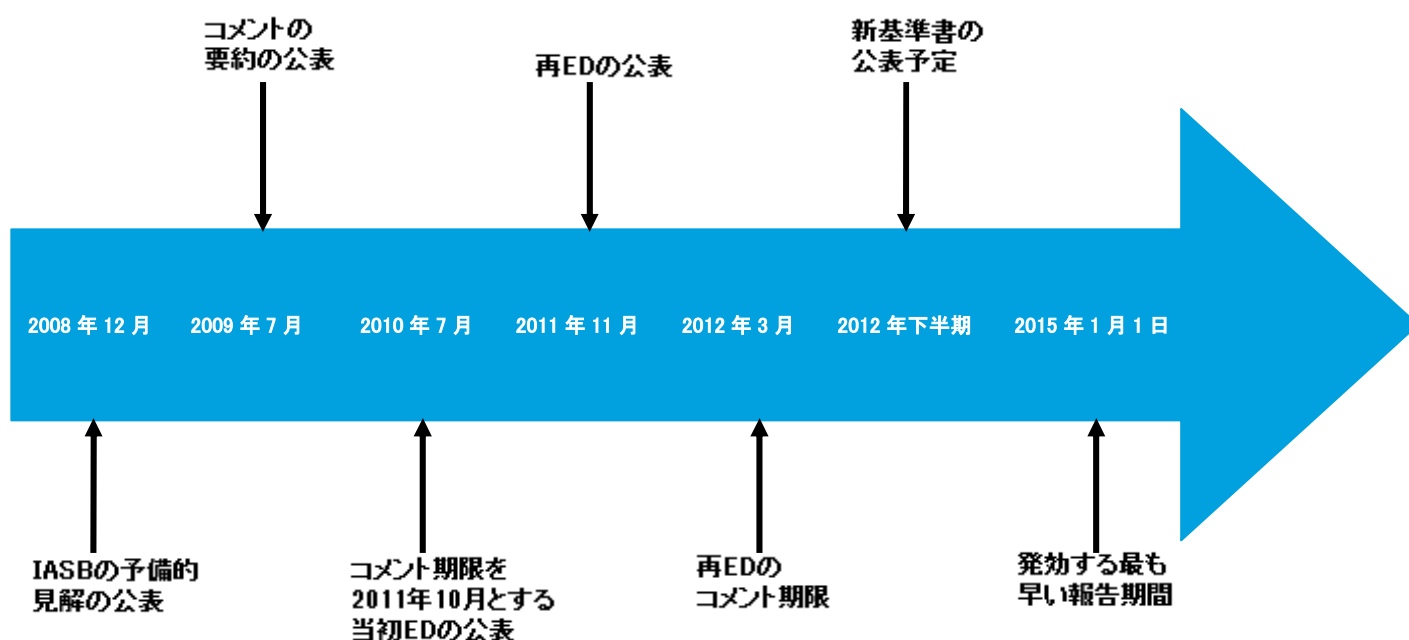 コメントの
要約の公表
再EDの公表
新基準書の
公表予定
2008 年 12 月
2009 年 7 月
2010 年 7 月
2011 年 11 月
2012 年 3 月
2012 年下半期
2015 年 1 月 1 日
IASBの予備的
見解の公表
コメント期限を
2011年10月とする
当初EDの公表
再EDの
コメント期限
発効する最も
早い報告期間